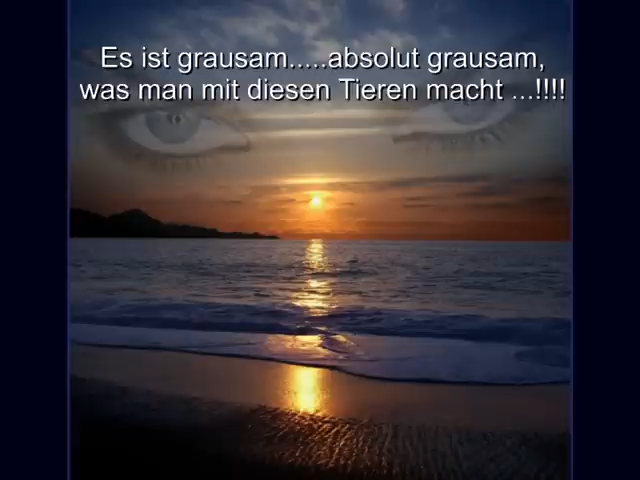 Es ist grausam.....absolut grausam,
was man mit diesen Tieren macht ...!!!!